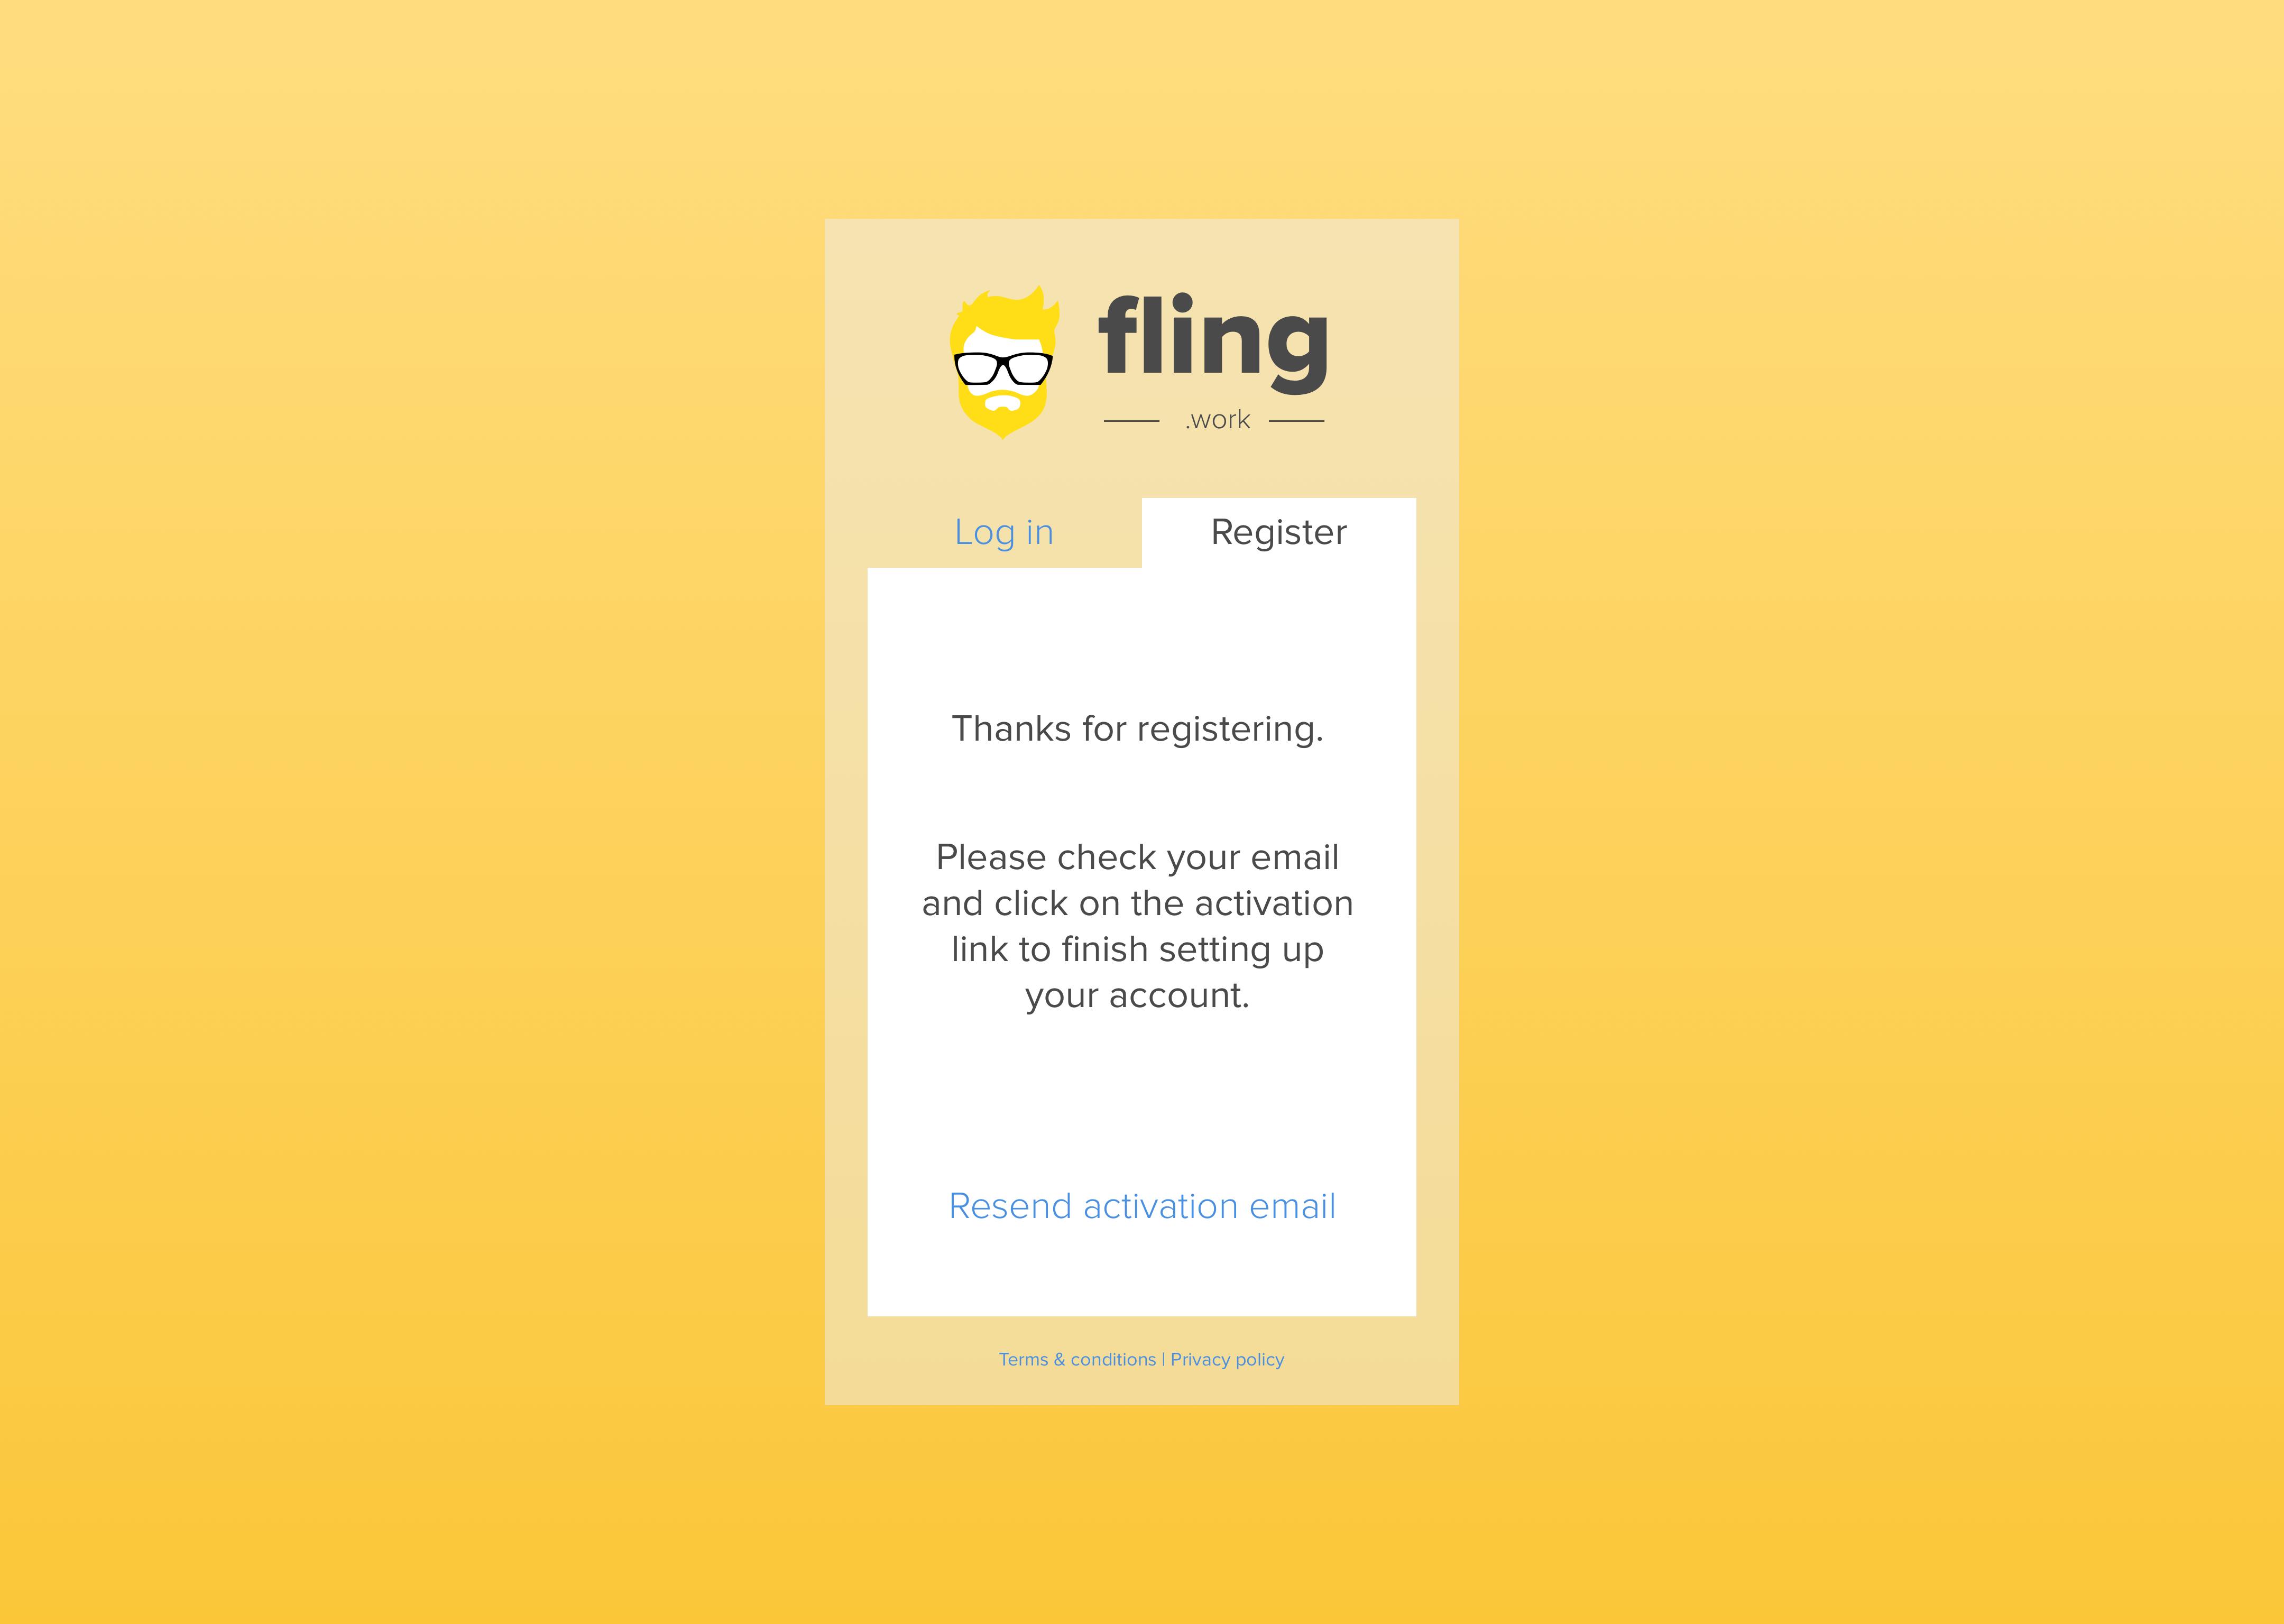 fling
.work
Log in
Register
Thanks for registering.
Please check your email
and click on the activation
link to finish setting up
your account.
Resend activation email
Terms & conditions | Privacy policy